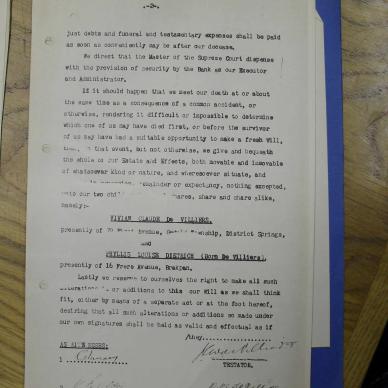 -2-
just debts and funeral and testamentary expenses shall be paid
as soon as conveniently may be after our decease.
We direct that the Master of the Supreme Court dispense
with the provision of security by the Bank as our Executor
and Administrator.
If it should happen that we meet our death at or about
the same time as a consequence of a common accident, or
otherwise, rendering it difficult or impossible to determine
which one of us may have died first, or before the survivor
of us may have had a suitable opportunity to make a fresh Will,
in that event, but not otherwise, we give and bequeath
the whole of our Estate and Effects, both movable and immovable
of whatsoever kind or nature, and wheresoever situate, and
remainder or expectancy, nothing excepted,
unto our two shares, share and share alike,
namely:-
VIVIAN CLAUDE De VILLIERS,
presently of Avenue, Township, District Springs,
and
PHYLLIS LOUISE DIETRICH (Born De Villiers),
presently of 16 Frere Avenue, Brakpan.
Lastly we reserve to ourselves the right to make all such
alterations or additions to this our Will as we shall think
fit, either by means of a separate act or at the foot hereof,
desiring that all such alterations or additions so made under
our own signatures shall be held as valid and effectual as if
AS WITNESSES:
1
TESTATOR.